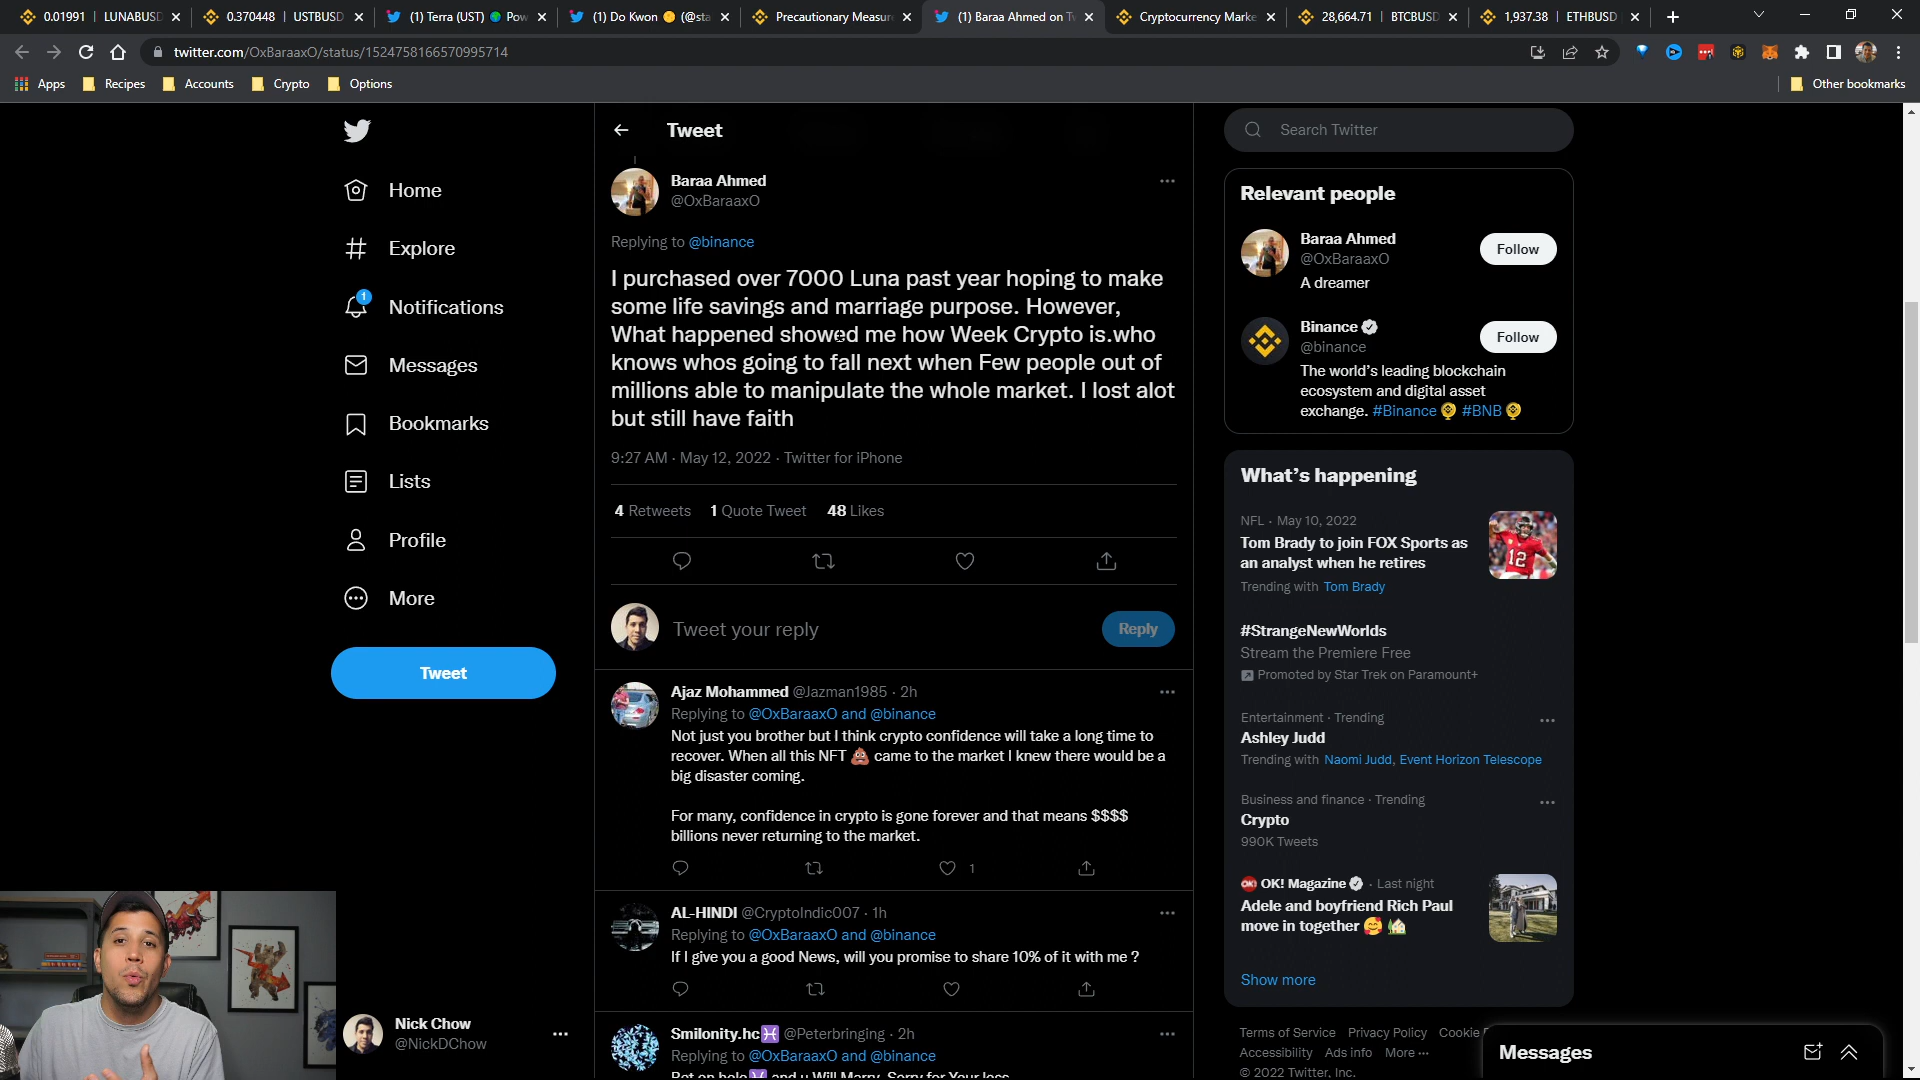 0.01991 | LUNABUSD
0.370448 | USTBUSD
(1) Terra (UST) 🌍 Pow
(1) Do Kwon 🌕 (@sta
Precautionary Measur
(1) Baraa Ahmed on Tw
Cryptocurrency Marke
28,664.71 | BTCBUSD
1,937.38 | ETHBUSD
twitter.com/OxBaraaxO/status/1524758166570995714
Apps
Recipes
Accounts
Crypto
Options
Other bookmarks
Home
Explore
1
Notifications
Messages
Bookmarks
Lists
Profile
More
Tweet
Nick Chow
@NickDChow
Tweet
Baraa Ahmed
@OxBaraaxO
Replying to @binance
I purchased over 7000 Luna past year hoping to make
some life savings and marriage purpose. However,
What happened showed me how Week Crypto is.who
knows whos going to fall next when Few people out of
millions able to manipulate the whole market. I lost alot
but still have faith
9:27 AM · May 12, 2022 · Twitter for iPhone
4 Retweets 1 Quote Tweet 48 Likes
Tweet your reply
Reply
Ajaz Mohammed @Jazman1985 · 2h
Replying to @OxBaraaxO and @binance
Not just you brother but I think crypto confidence will take a long time to
recover. When all this NFT 💩 came to the market I knew there would be a
big disaster coming.
For many, confidence in crypto is gone forever and that means $$$$
billions never returning to the market.
1
AL-HINDI @CryptoIndic007 · 1h
Replying to @OxBaraaxO and @binance
If I give you a good News, will you promise to share 10% of it with me ?
Smilonity.hc♓ @Peterbringing · 2h
Replying to @OxBaraaxO and @binance
Search Twitter
Relevant people
Baraa Ahmed
@OxBaraaxO
Follow
A dreamer
Binance
@binance
Follow
The world's leading blockchain
ecosystem and digital asset
exchange. #Binance #BNB
What's happening
NFL · May 10, 2022
Tom Brady to join FOX Sports as
an analyst when he retires
Trending with Tom Brady
12
#StrangeNewWorlds
Stream the Premiere Free
Promoted by Star Trek on Paramount+
Entertainment · Trending
Ashley Judd
Trending with Naomi Judd, Event Horizon Telescope
Business and finance · Trending
Crypto
990K Tweets
OK! OK! Magazine · Last night
Adele and boyfriend Rich Paul
move in together 🥰 🏡
Show more
Terms of Service Privacy Policy Cookie
Accessibility Ads info More ···
© 2022 Twitter, Inc.
Messages